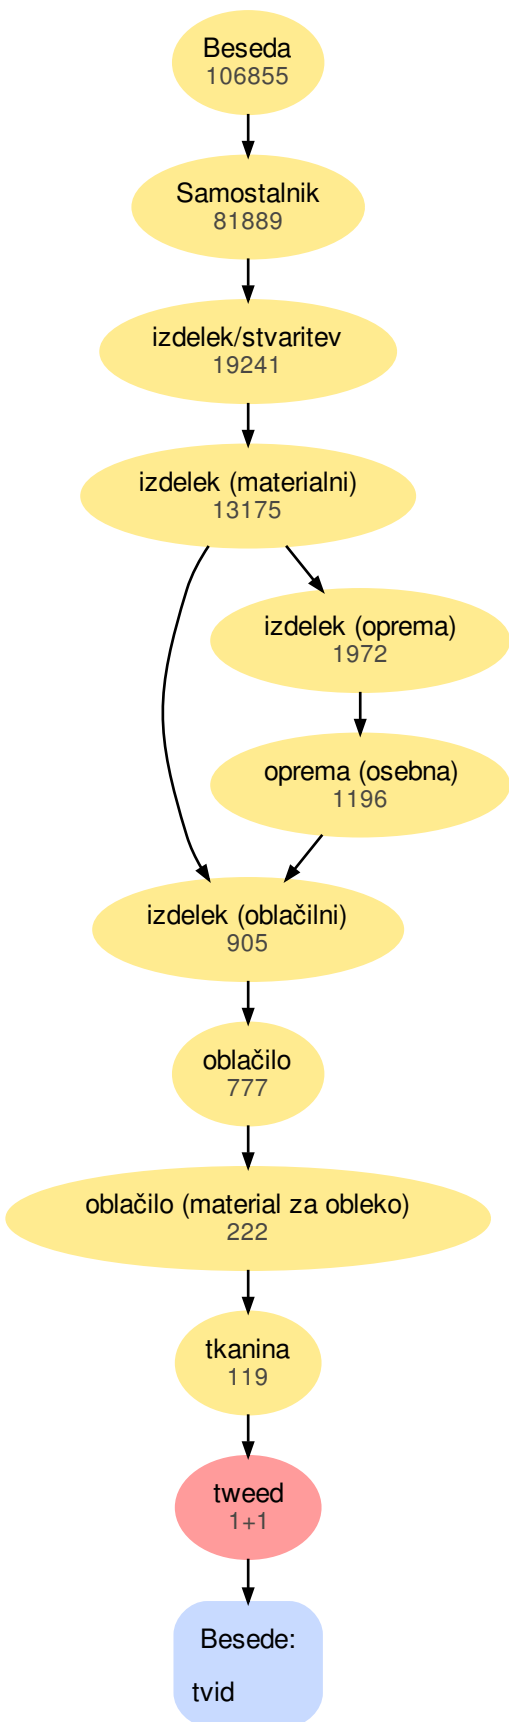 Beseda
106855
Samostalnik
81889
izdelek/stvaritev
19241
izdelek (materialni)
13175
izdelek (oprema)
1972
oprema (osebna)
1196
izdelek (oblačilni)
905
oblačilo
777
oblačilo (material za obleko)
222
tkanina
119
tweed
1+1
Besede:
tvid